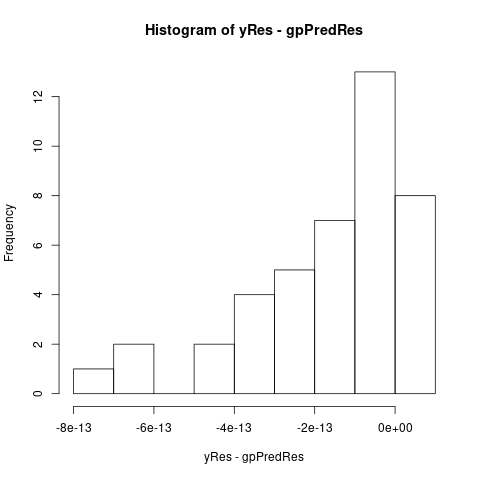 Histogram of yRes - gpPredRes
Frequency
12
10
8
6
4
2
0
-8e-13 -6e-13 -4e-13 -2e-13 0e+00
yRes - gpPredRes